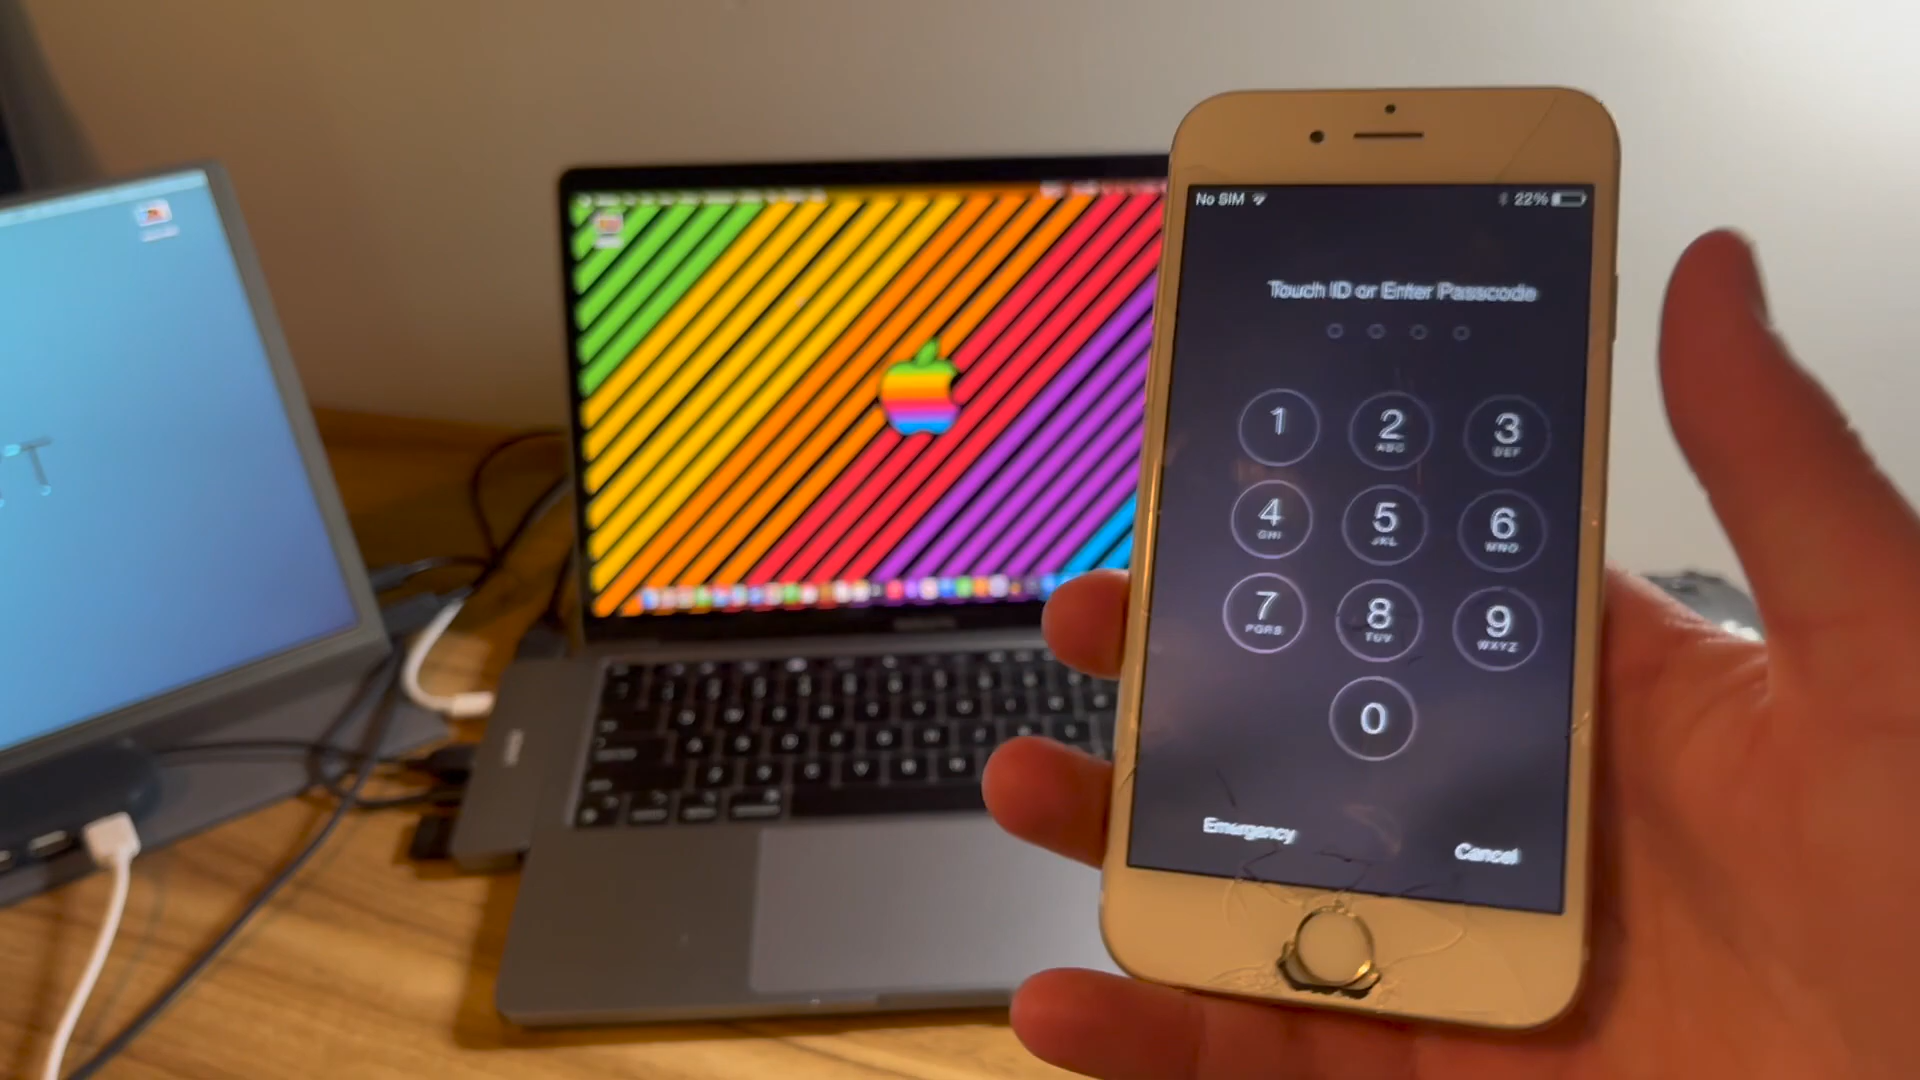 No SIM 22%
Touch ID or Enter Passcode
1
2
ABC
3
DEF
4
GHI
5
JKL
6
MNO
7
PQRS
8
TUV
9
WXYZ
0
Emergency
Cancel